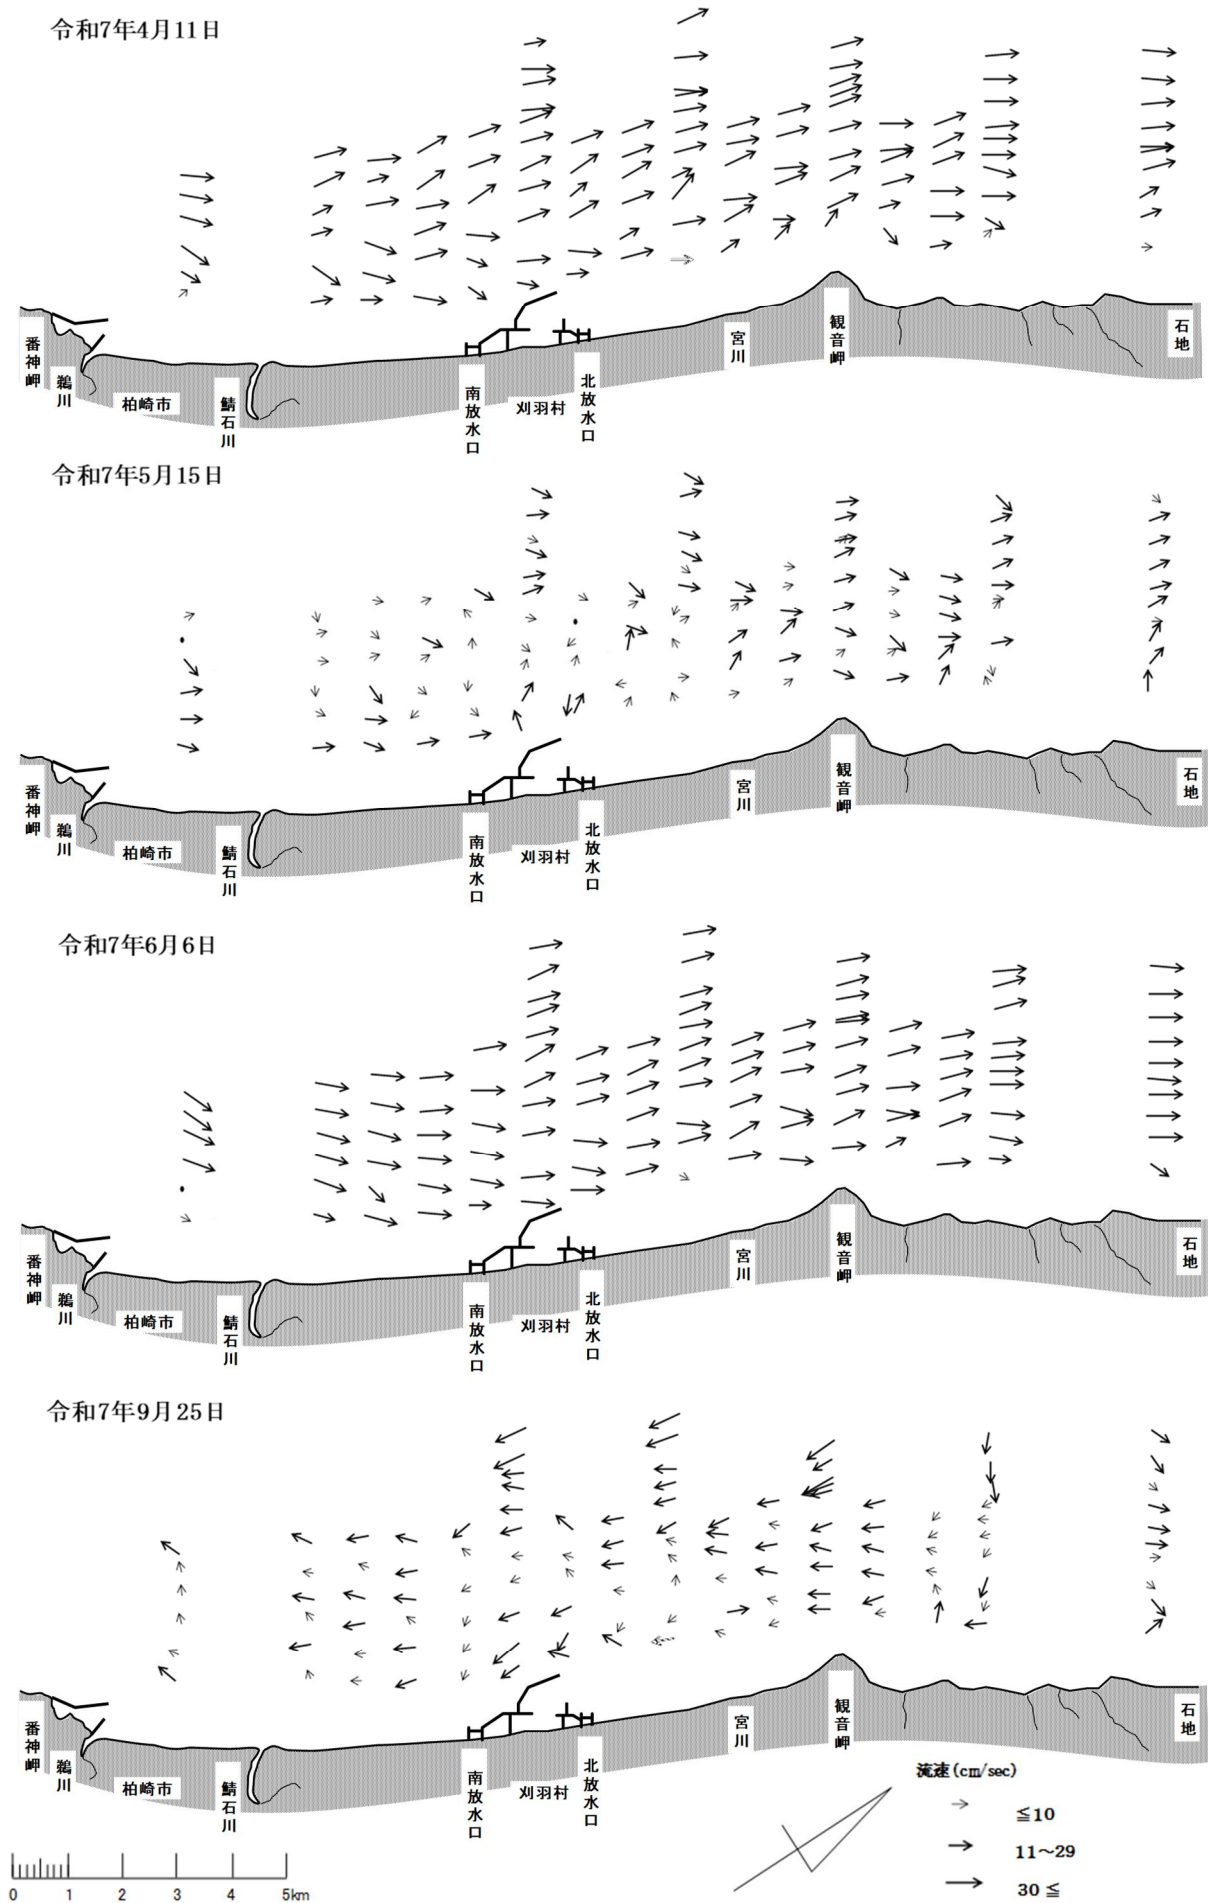 令和7年4月11日
番神岬
鵜川
柏崎市
鯖石川
南放水口
刈羽村
北放水口
宮川
観音岬
石地
令和7年5月15日
番神岬
鵜川
柏崎市
鯖石川
南放水口
刈羽村
北放水口
宮川
観音岬
石地
令和7年6月6日
番神岬
鵜川
柏崎市
鯖石川
南放水口
刈羽村
北放水口
宮川
観音岬
石地
令和7年9月25日
番神岬
鵜川
柏崎市
鯖石川
南放水口
刈羽村
北放水口
宮川
観音岬
石地
流速(cm/sec)
≦10
11～29
30≦
0 1 2 3 4 5km